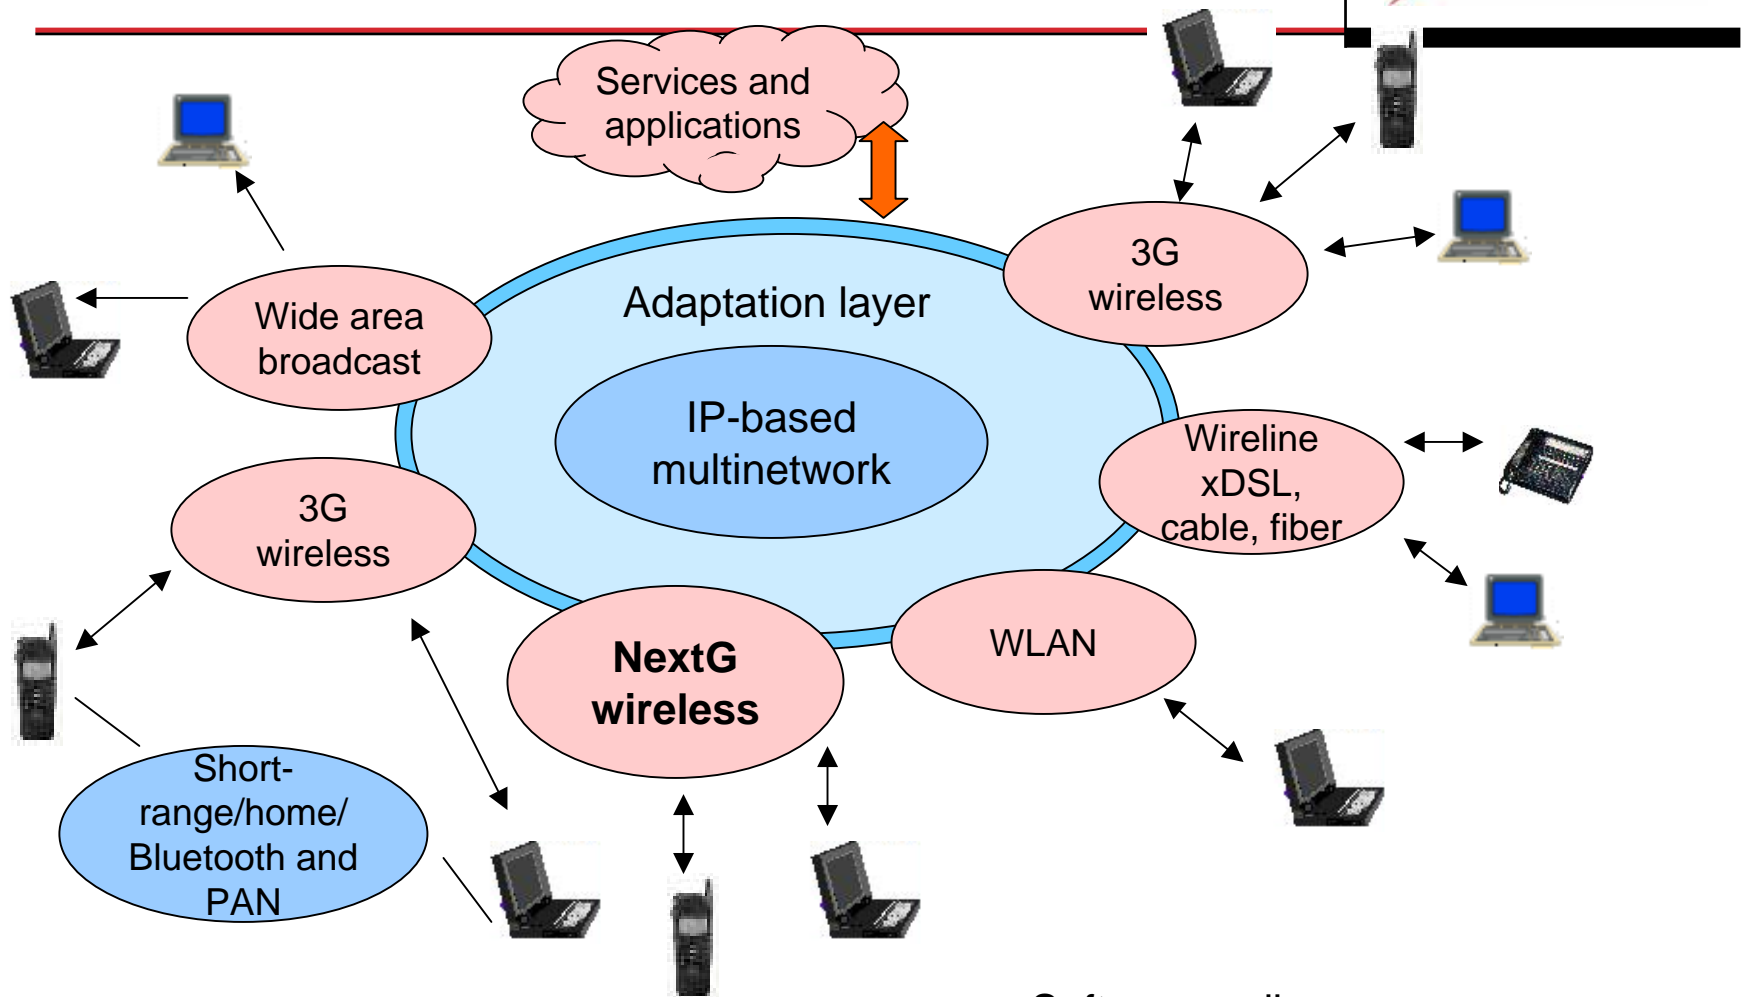 Services and
applications
3G
wireless
Adaptation layer
Wide area
broadcast
IP-based
multinetwork
Wireline
xDSL,
cable, fiber
3G
wireless
NextG
wireless
WLAN
Short-
range/home/
Bluetooth and
PAN